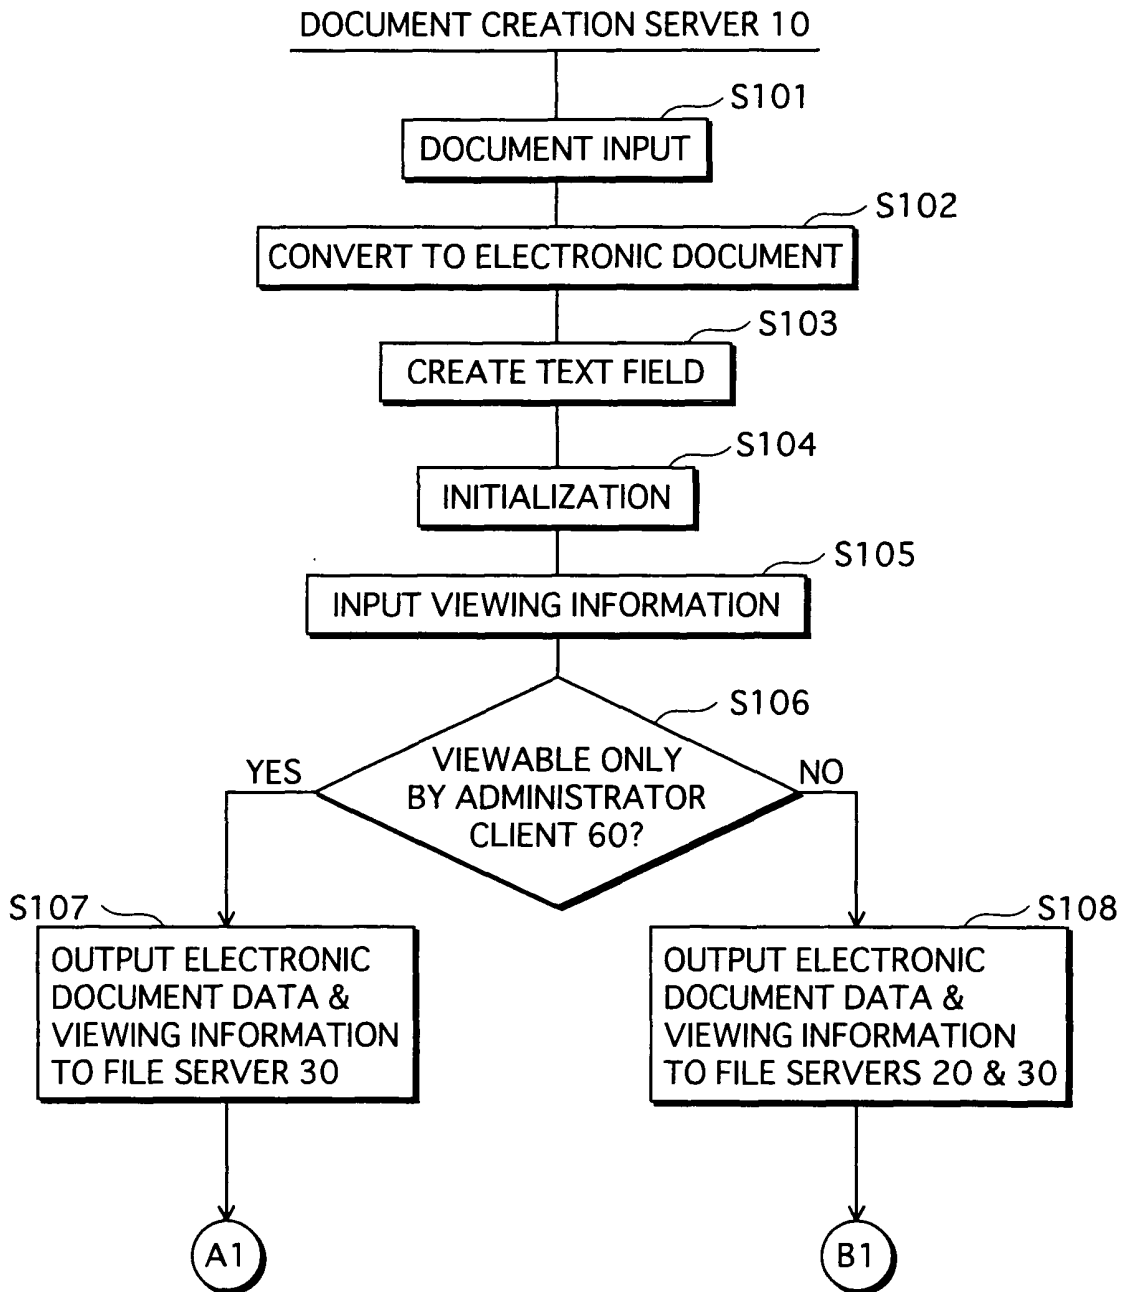 DOCUMENT CREATION SERVER 10
S101
DOCUMENT INPUT
S102
CONVERT TO ELECTRONIC DOCUMENT
S103
CREATE TEXT FIELD
S104
INITIALIZATION
S105
INPUT VIEWING INFORMATION
S106
VIEWABLE ONLY
BY ADMINISTRATOR
CLIENT 60?
YES
NO
S107
OUTPUT ELECTRONIC
DOCUMENT DATA &
VIEWING INFORMATION
TO FILE SERVER 30
S108
OUTPUT ELECTRONIC
DOCUMENT DATA &
VIEWING INFORMATION
TO FILE SERVERS 20 & 30
A1
B1